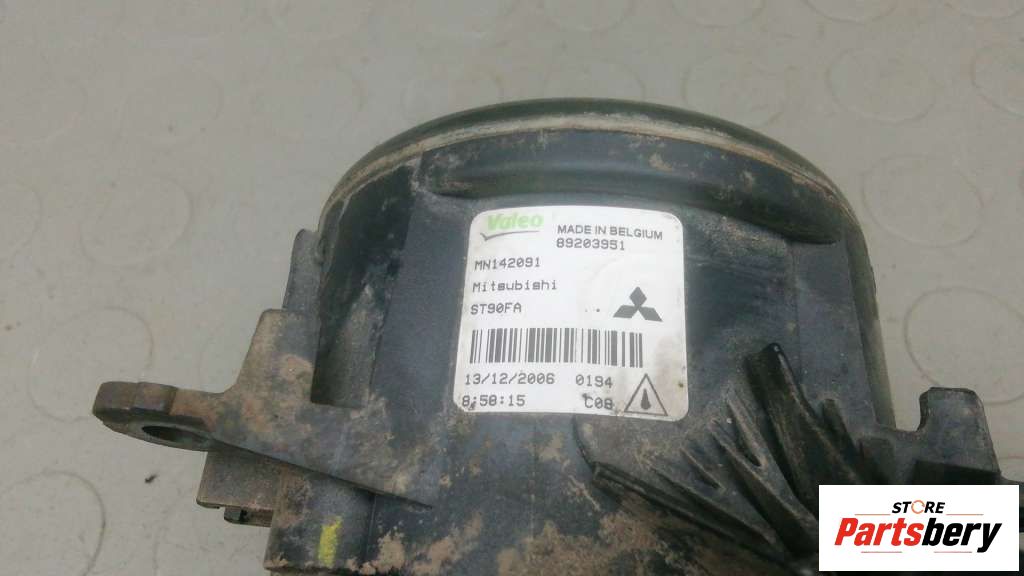 Valeo
MADE IN BELGIUM
89203951
MN142091
Mitsubishi
ST90FA
13/12/2006 0194
8:58:15 C08
STORE
Partsbery